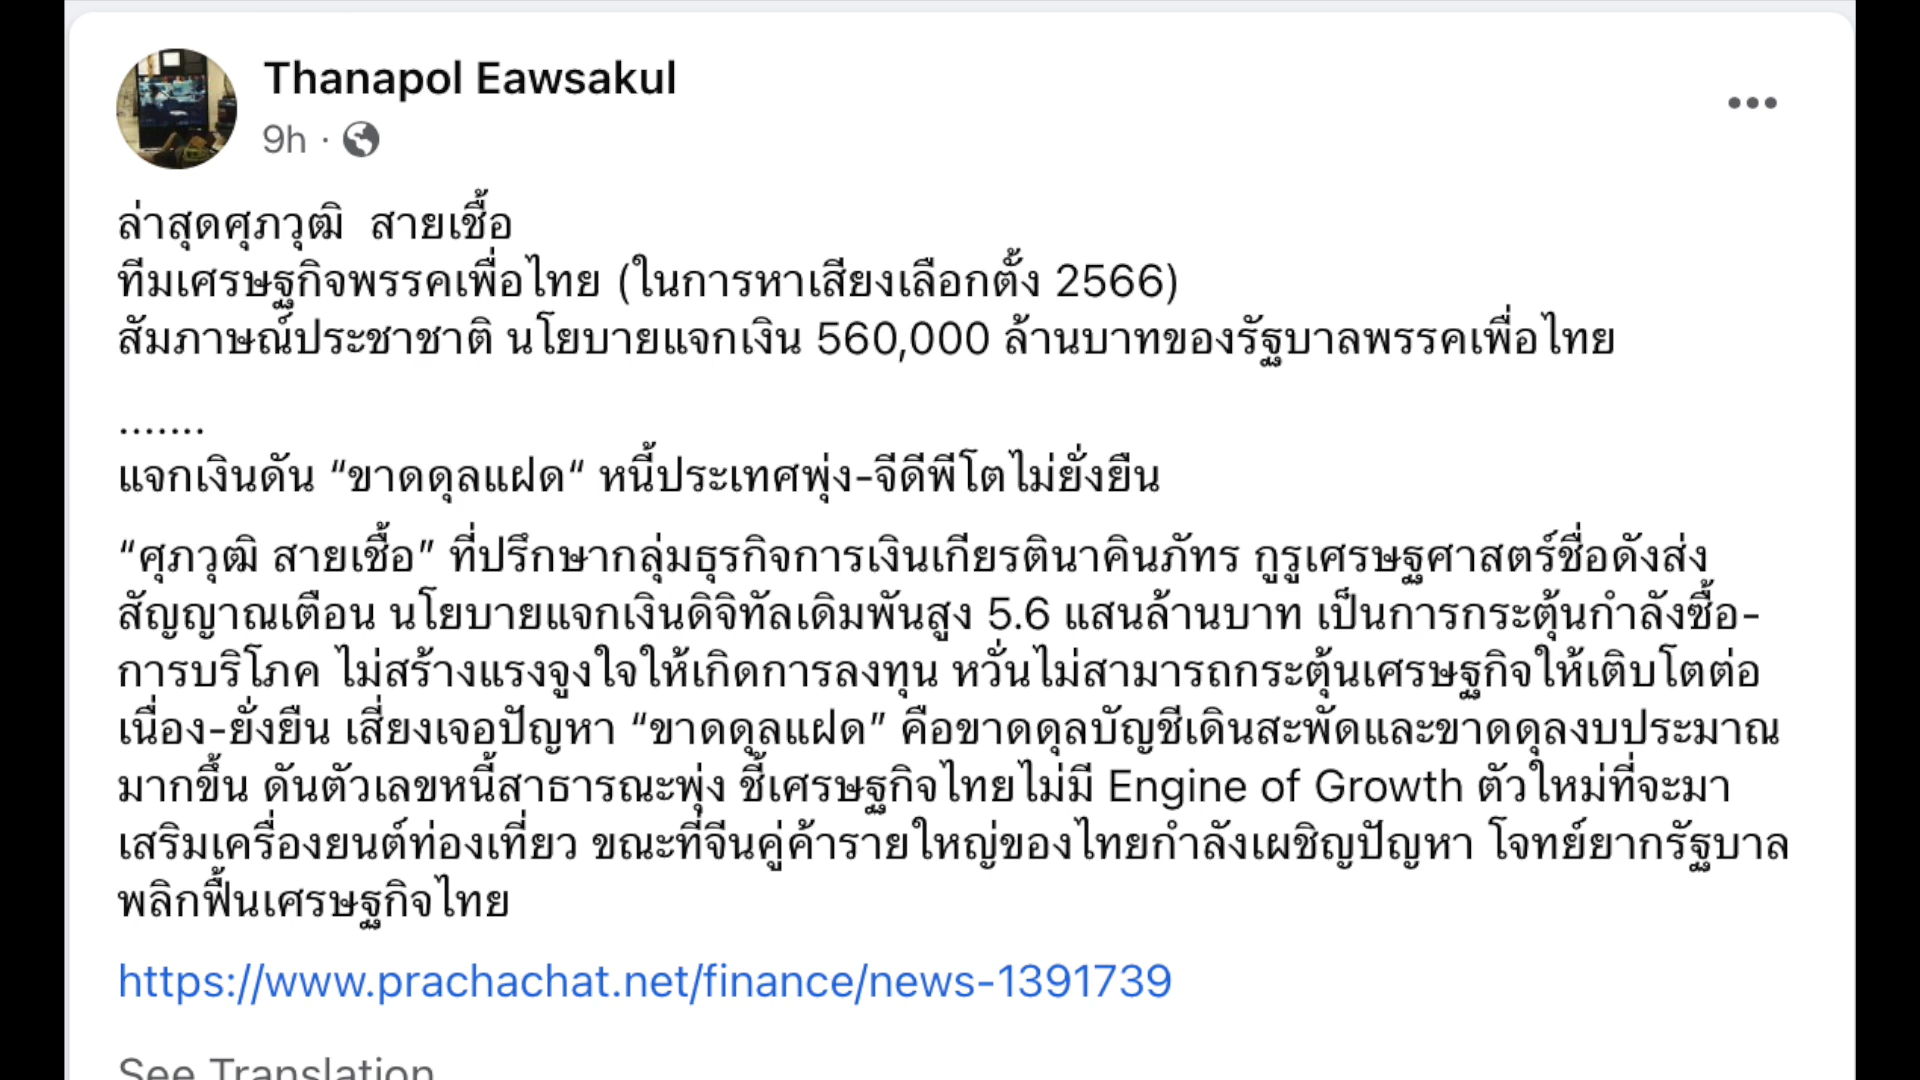 Thanapol Eawsakul
9h ·
ล่าสุดศุภวุฒิ สายเชื้อ
ทีมเศรษฐกิจพรรคเพื่อไทย (ในการหาเสียงเลือกตั้ง 2566)
สัมภาษณ์ประชาชาติ นโยบายแจกเงิน 560,000 ล้านบาทของรัฐบาลพรรคเพื่อไทย
.......
แจกเงินดัน “ขาดดุลแฝด“ หนี้ประเทศพุ่ง-จีดีพีโตไม่ยั่งยืน
“ศุภวุฒิ สายเชื้อ” ที่ปรึกษากลุ่มธุรกิจการเงินเกียรตินาคินภัทร กูรูเศรษฐศาสตร์ชื่อดังส่ง
สัญญาณเตือน นโยบายแจกเงินดิจิทัลเดิมพันสูง 5.6 แสนล้านบาท เป็นการกระตุ้นกำลังซื้อ-
การบริโภค ไม่สร้างแรงจูงใจให้เกิดการลงทุน หวั่นไม่สามารถกระตุ้นเศรษฐกิจให้เติบโตต่อ
เนื่อง-ยั่งยืน เสี่ยงเจอปัญหา “ขาดดุลแฝด” คือขาดดุลบัญชีเดินสะพัดและขาดดุลงบประมาณ
มากขึ้น ดันตัวเลขหนี้สาธารณะพุ่ง ชี้เศรษฐกิจไทยไม่มี Engine of Growth ตัวใหม่ที่จะมา
เสริมเครื่องยนต์ท่องเที่ยว ขณะที่จีนคู่ค้ารายใหญ่ของไทยกำลังเผชิญปัญหา โจทย์ยากรัฐบาล
พลิกฟื้นเศรษฐกิจไทย
https://www.prachachat.net/finance/news-1391739
See Translation